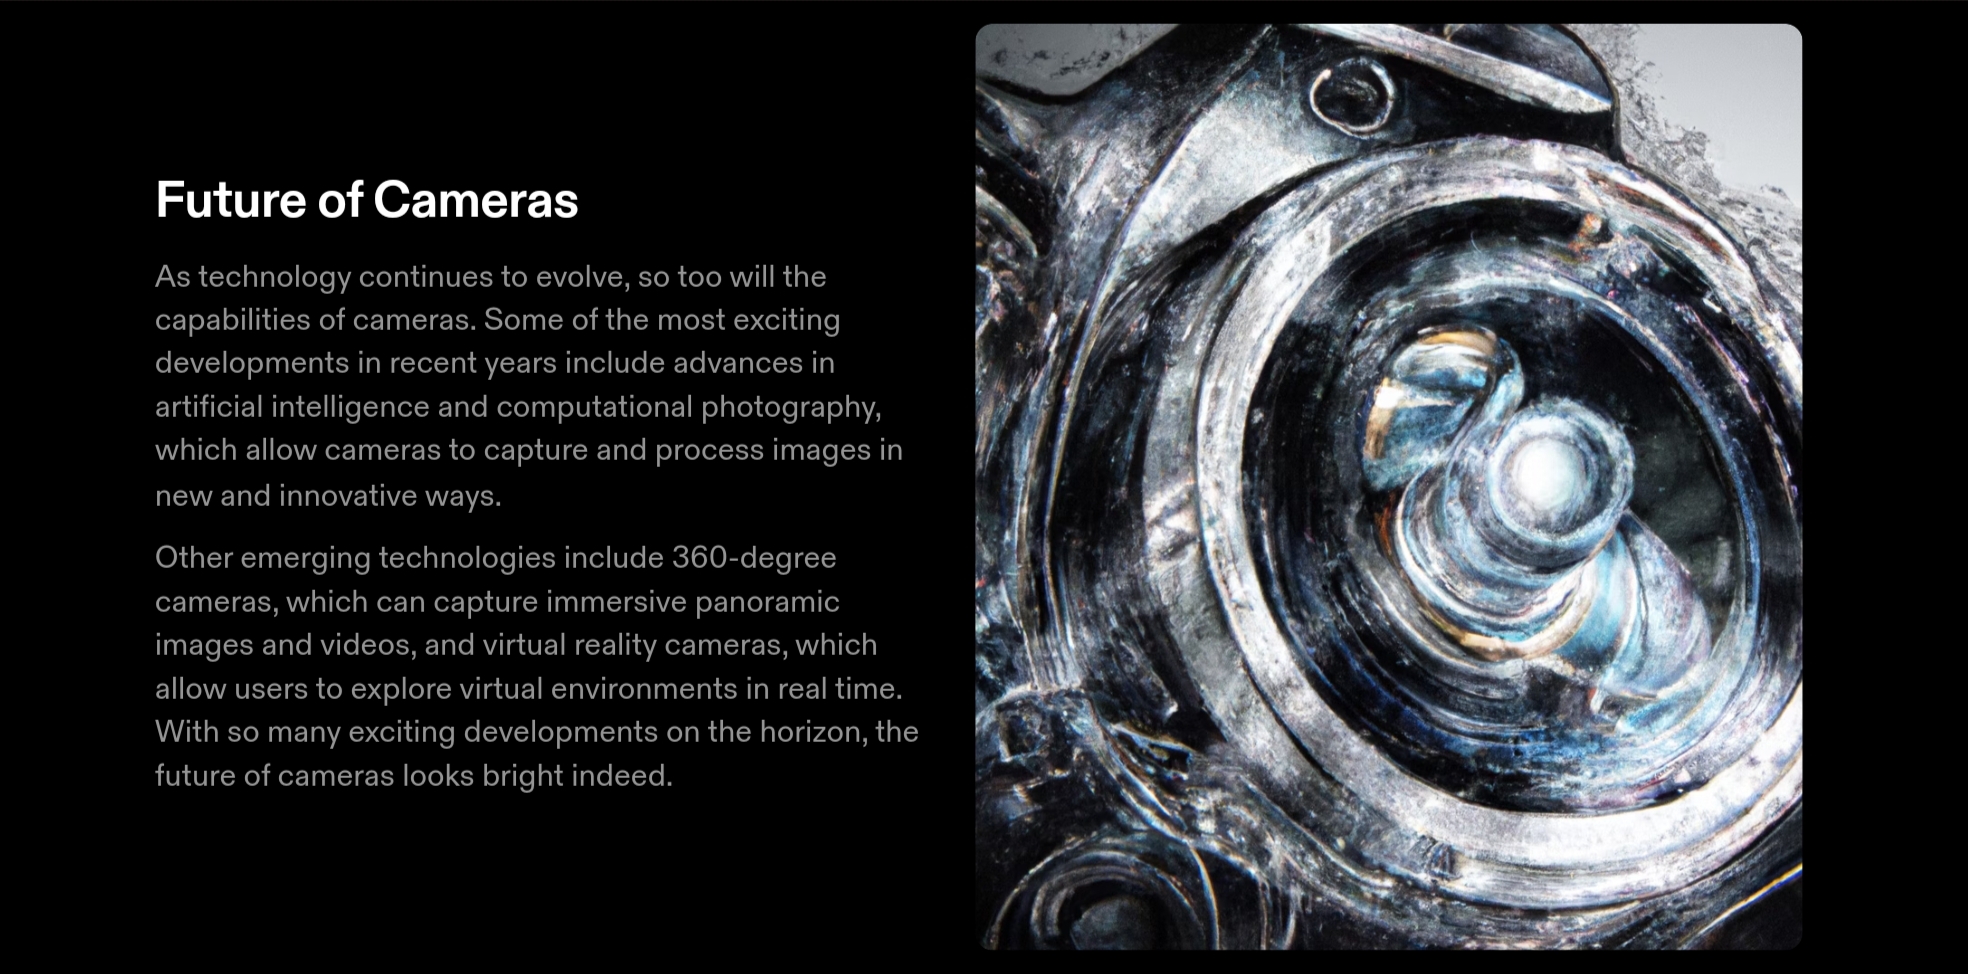 Future of Cameras
As technology continues to evolve, so too will the
capabilities of cameras. Some of the most exciting
developments in recent years include advances in
artificial intelligence and computational photography,
which allow cameras to capture and process images in
new and innovative ways.
Other emerging technologies include 360-degree
cameras, which can capture immersive panoramic
images and videos, and virtual reality cameras, which
allow users to explore virtual environments in real time.
With so many exciting developments on the horizon, the
future of cameras looks bright indeed.